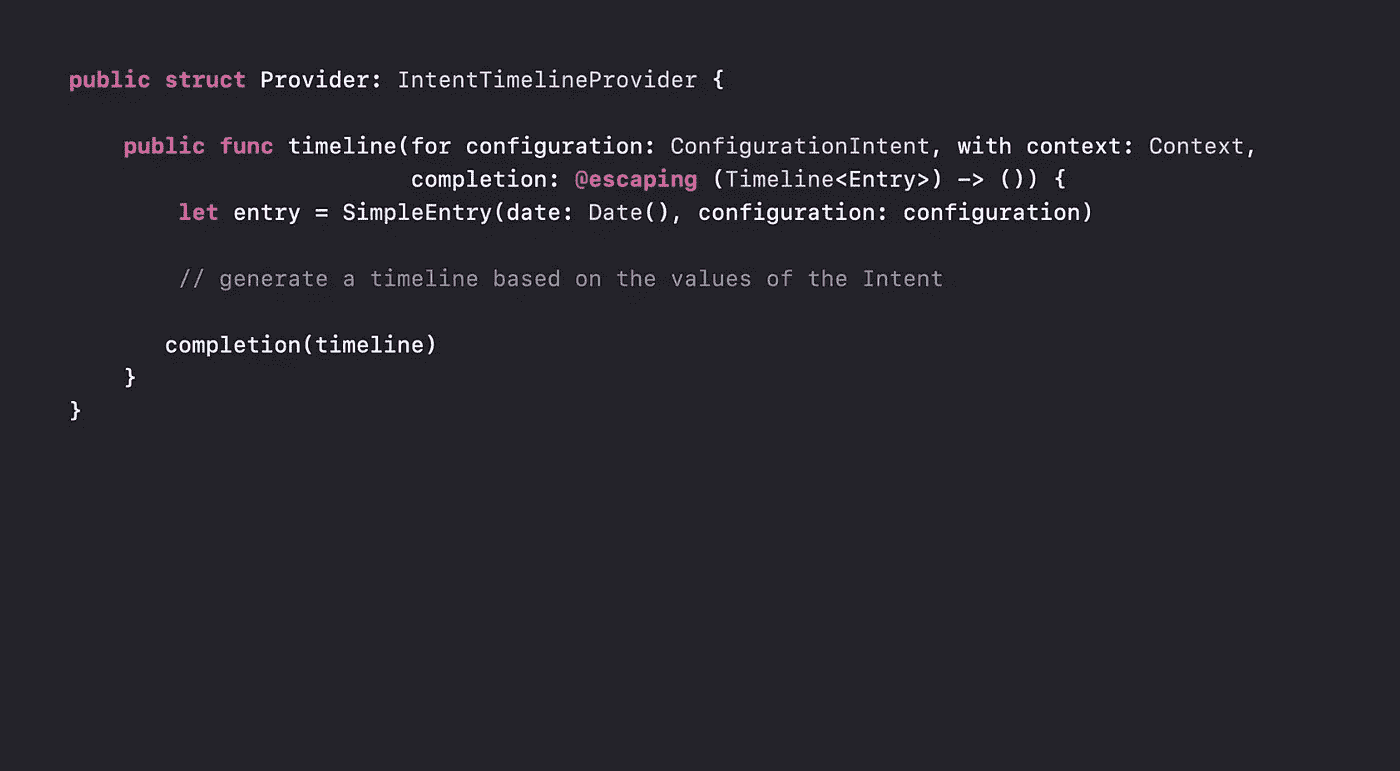 public struct Provider: IntentTimelineProvider {
public func timeline(for configuration: ConfigurationIntent, with context: Context,
completion: @escaping (Timeline<Entry>) -> ()) {
let entry = SimpleEntry(date: Date(), configuration: configuration)
// generate a timeline based on the values of the Intent
completion(timeline)
}
}